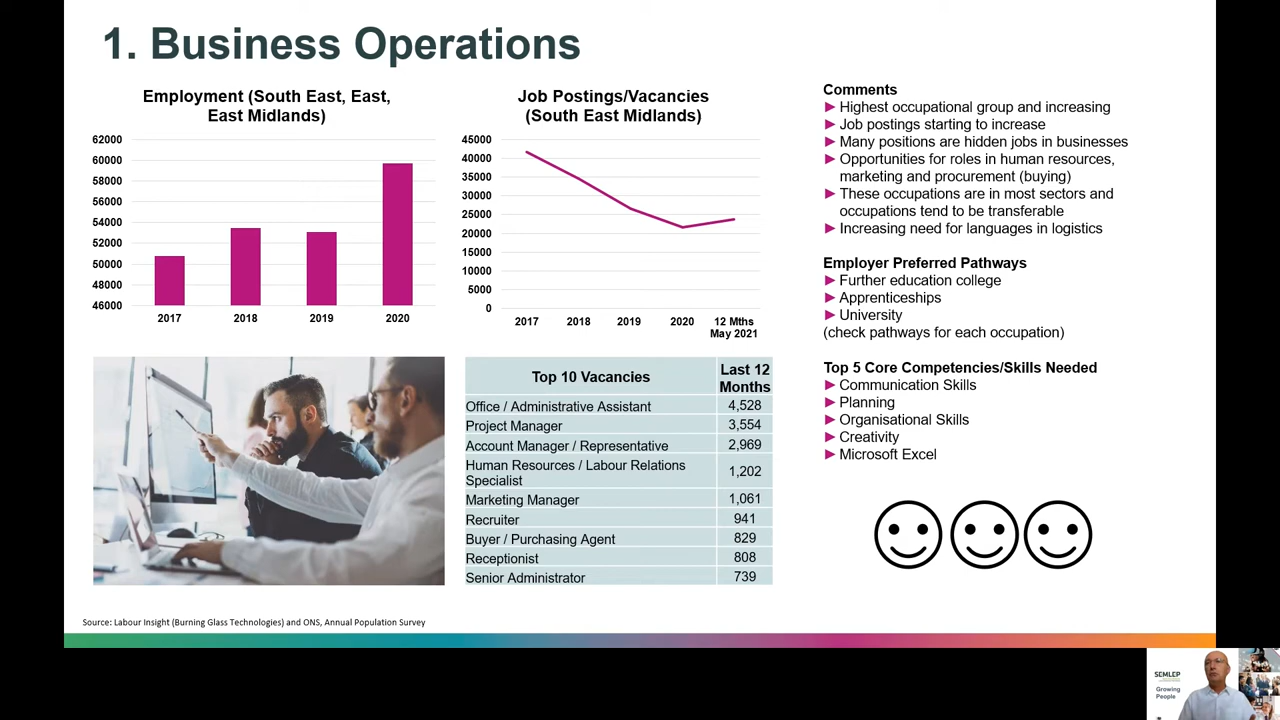 1. Business Operations
Employment (South East, East,
East Midlands)
62000
60000
58000
56000
54000
52000
50000
48000
46000
2017
2018
2019
2020
Job Postings/Vacancies
(South East Midlands)
45000
40000
35000
30000
25000
20000
15000
10000
5000
0
2017
2018
2019
2020
12 Mths
May 2021
Top 10 Vacancies
Last 12
Months
Office / Administrative Assistant 4,528
Project Manager 3,554
Account Manager / Representative 2,969
Human Resources / Labour Relations
Specialist 1,202
Marketing Manager 1,061
Recruiter 941
Buyer / Purchasing Agent 829
Receptionist 808
Senior Administrator 739
Comments
Highest occupational group and increasing
Job postings starting to increase
Many positions are hidden jobs in businesses
Opportunities for roles in human resources,
marketing and procurement (buying)
These occupations are in most sectors and
occupations tend to be transferable
Increasing need for languages in logistics
Employer Preferred Pathways
Further education college
Apprenticeships
University
(check pathways for each occupation)
Top 5 Core Competencies/Skills Needed
Communication Skills
Planning
Organisational Skills
Creativity
Microsoft Excel
Source: Labour Insight (Burning Glass Technologies) and ONS, Annual Population Survey
SEMLEP
Growing
People